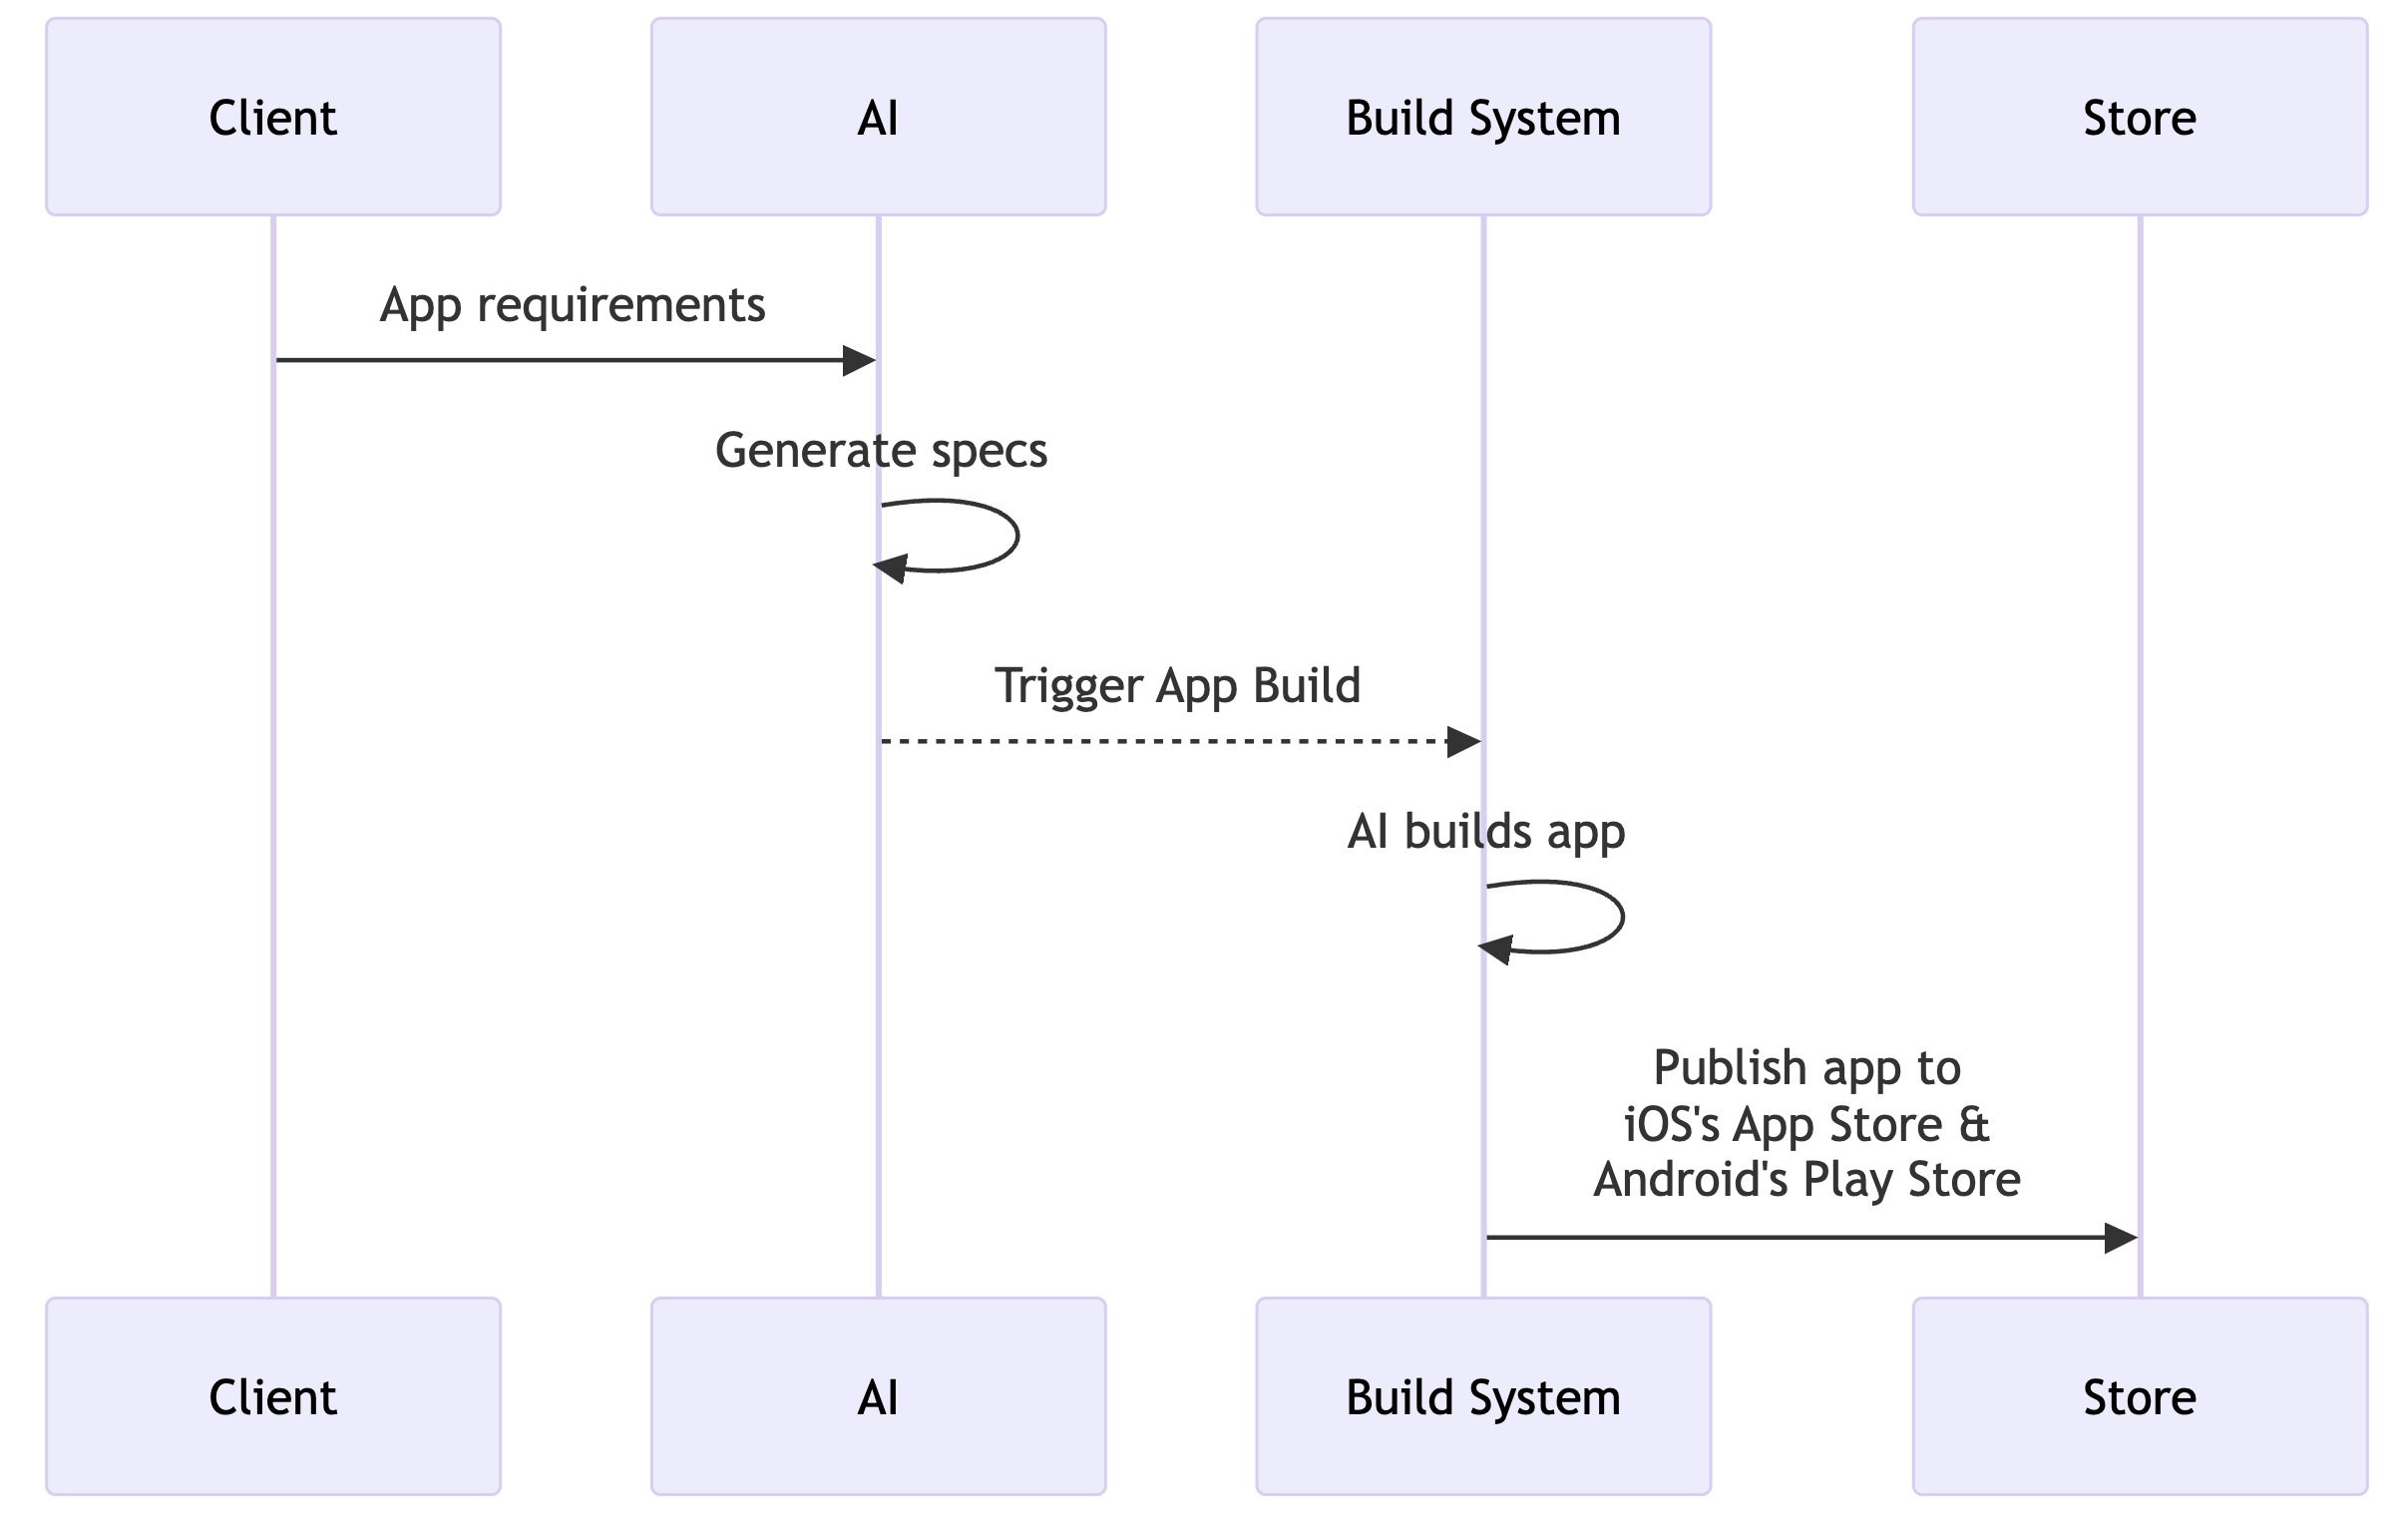 Client
AI
Build System
Store
App requirements
Generate specs
Trigger App Build
AI builds app
Publish app to
iOS's App Store &
Android's Play Store
Client
AI
Build System
Store